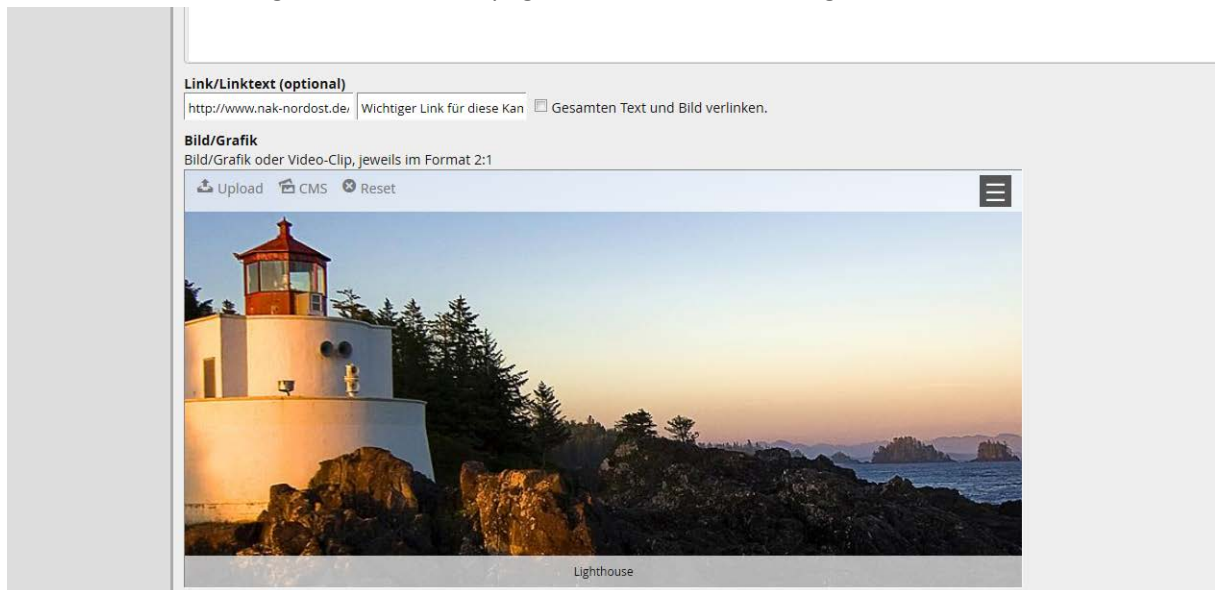 Link/Linktext (optional)
http://www.nak-nordost.de/ Wichtiger Link für diese Kan Gesamten Text und Bild verlinken.
Bild/Grafik
Bild/Grafik oder Video-Clip, jeweils im Format 2:1
Upload CMS Reset
Lighthouse